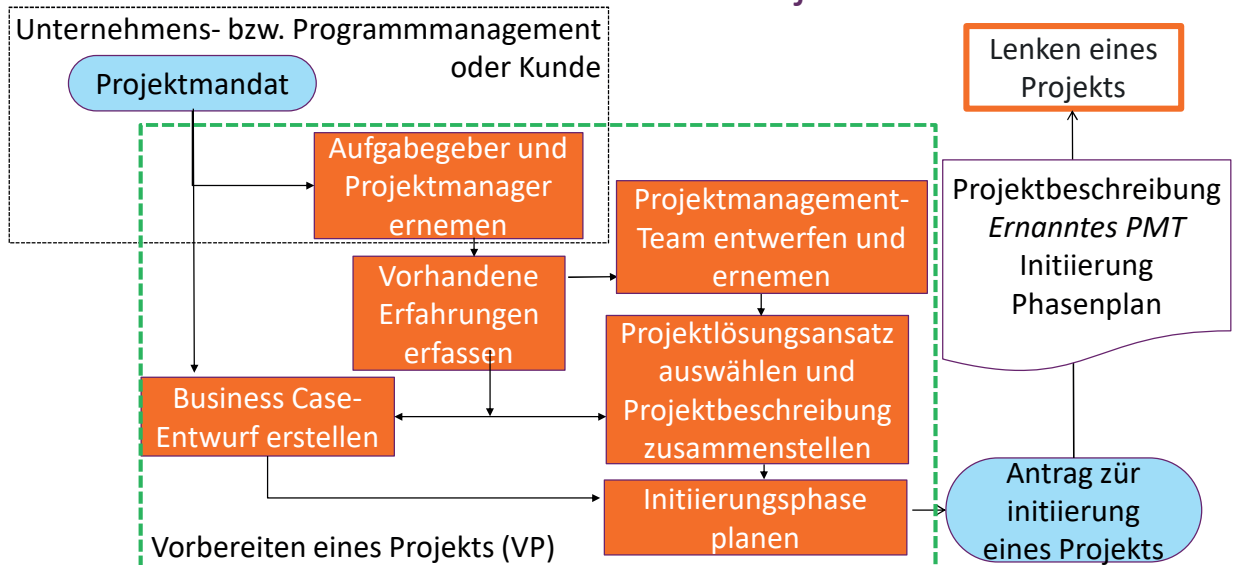 Unternehmens- bzw. Programmmanagement
oder Kunde
Projektmandat
Lenken eines
Projekts
Aufgabegeber und
Projektmanager
ernemen
Projektmanagement-
Team entwerfen und
ernemen
Projektbeschreibung
Ernanntes PMT
Initiierung
Phasenplan
Vorhandene
Erfahrungen
erfassen
Projektlösungsansatz
auswählen und
Projektbeschreibung
zusammenstellen
Business Case-
Entwurf erstellen
Initiierungsphase
planen
Antrag zür
initiierung
eines Projekts
Vorbereiten eines Projekts (VP)